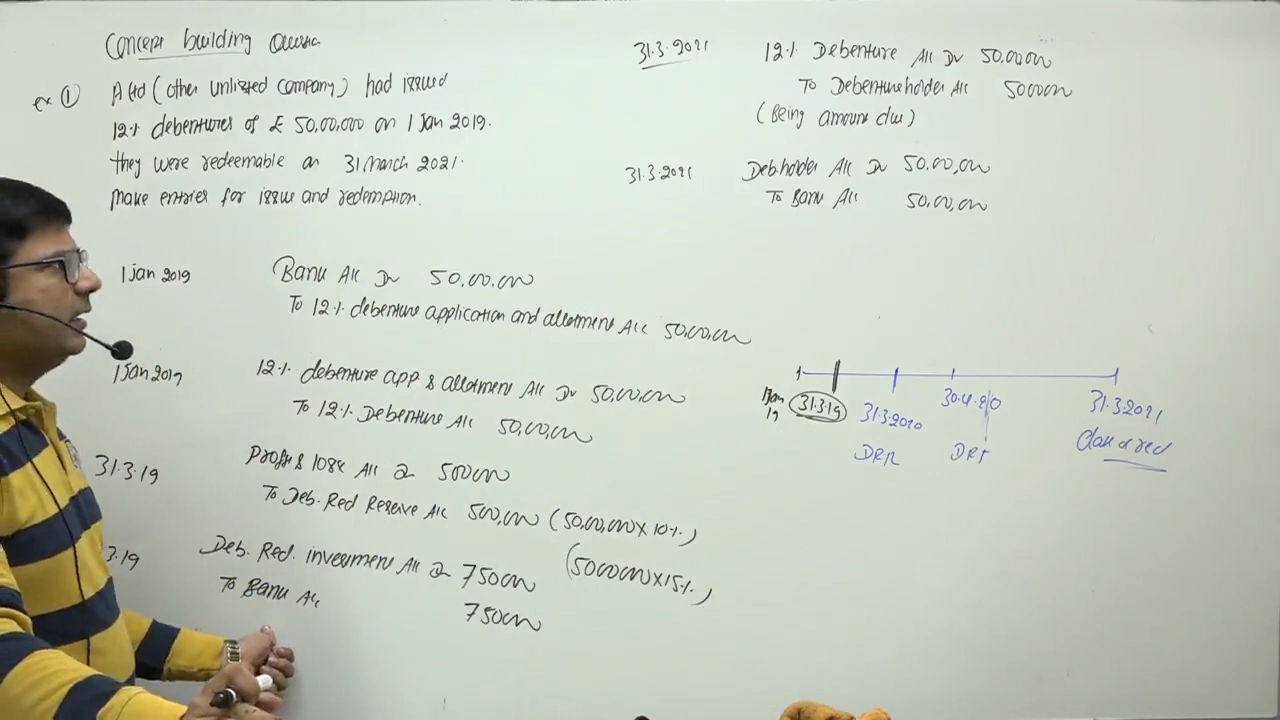 Concept building Question
ex ① A Ltd (other unlisted company) had issued
12% debentures of £ 50,00,000 on 1 Jan 2019.
they were redeemable on 31 March 2021.
Make entries for issue and redemption.
1 jan 2019 Bank A/c Dr 50,00,000
To 12% debenture application and allotment A/c 50,00,000
1 Jan 2019 12% debenture app & allotment A/c Dr 50,00,000
To 12% Debenture A/c 50,00,000
31.3.19 Profit & loss A/c Dr 500000
To Deb. Red Reserve A/c 500,000 (50,00,000 x 10%)
3.19 Deb. Red. investment A/c Dr 750000 (5000000 x 15%)
To Bank A/c 750000
31.3.2021 12% Debenture A/c Dr 50,00000
To Debentureholder A/c 5000000
(Being amount due)
31.3.2021 Debholder A/c Dr 50,00,000
To Bank A/c 50,00,000
1 Jan 19 31.3.19 31.3.2020 30.4.20 31.3.2021
DRR DRI